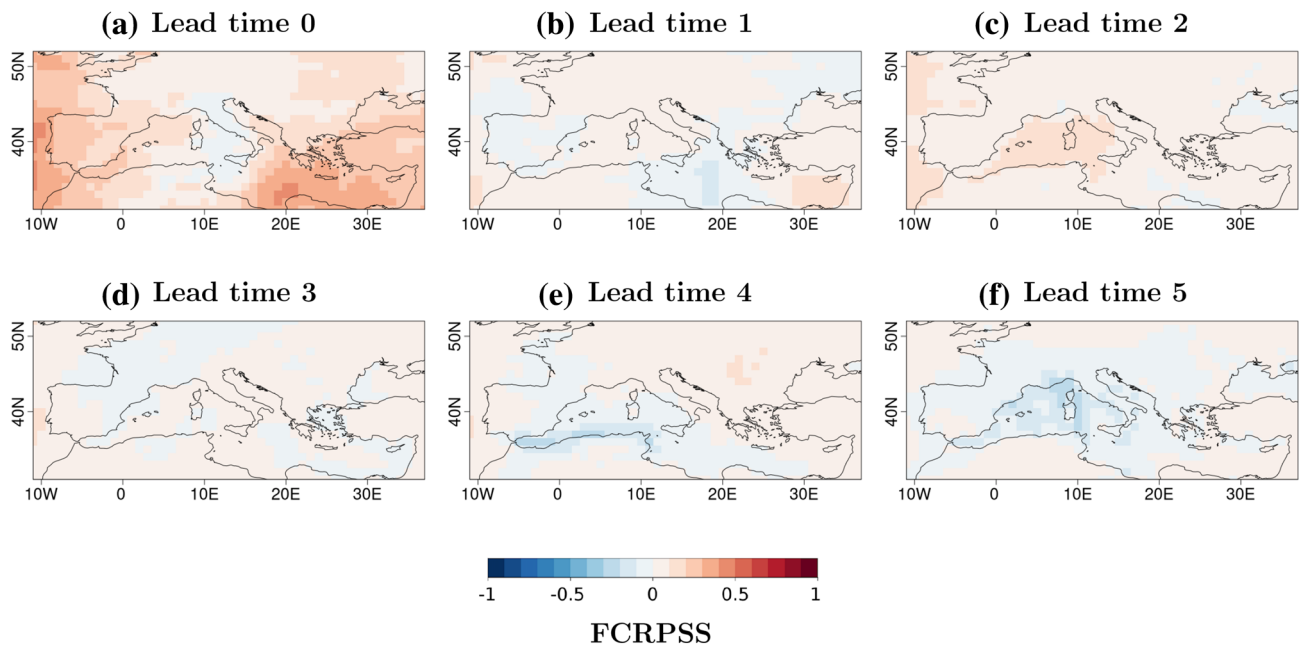 (a) Lead time 0
(b) Lead time 1
(c) Lead time 2
50N
40N
10W 0 10E 20E 30E
50N
40N
10W 0 10E 20E 30E
50N
40N
10W 0 10E 20E 30E
(d) Lead time 3
(e) Lead time 4
(f) Lead time 5
50N
40N
10W 0 10E 20E 30E
50N
40N
10W 0 10E 20E 30E
50N
40N
10W 0 10E 20E 30E
-1 -0.5 0 0.5 1
FCRPSS